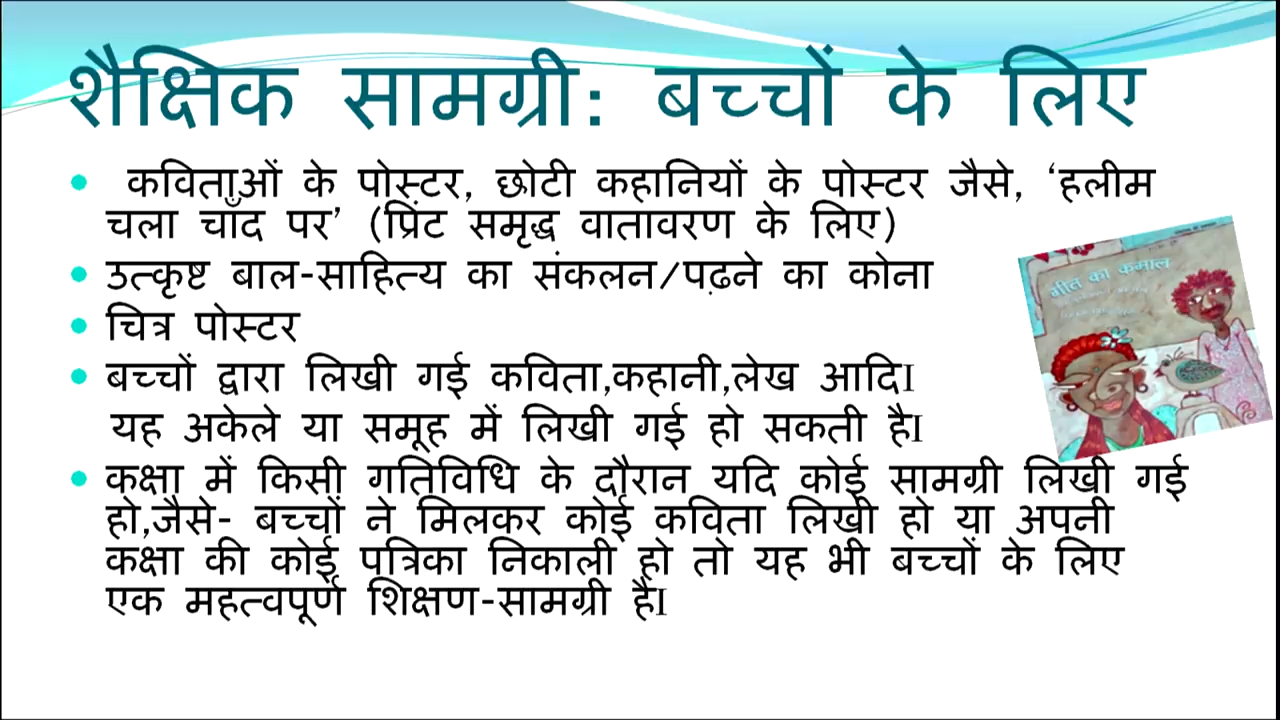 शैक्षिक सामग्री: बच्चों के लिए
• कविताओं के पोस्टर, छोटी कहानियों के पोस्टर जैसे, ‘हलीम
चला चाँद पर’ (प्रिंट समृद्ध वातावरण के लिए)
• उत्कृष्ट बाल-साहित्य का संकलन/पढ़ने का कोना
• चित्र पोस्टर
• बच्चों द्वारा लिखी गई कविता,कहानी,लेख आदिI
यह अकेले या समूह में लिखी गई हो सकती हैI
• कक्षा में किसी गतिविधि के दौरान यदि कोई सामग्री लिखी गई
हो,जैसे- बच्चों ने मिलकर कोई कविता लिखी हो या अपनी
कक्षा की कोई पत्रिका निकाली हो तो यह भी बच्चों के लिए
एक महत्वपूर्ण शिक्षण-सामग्री हैI
गीत का कमाल